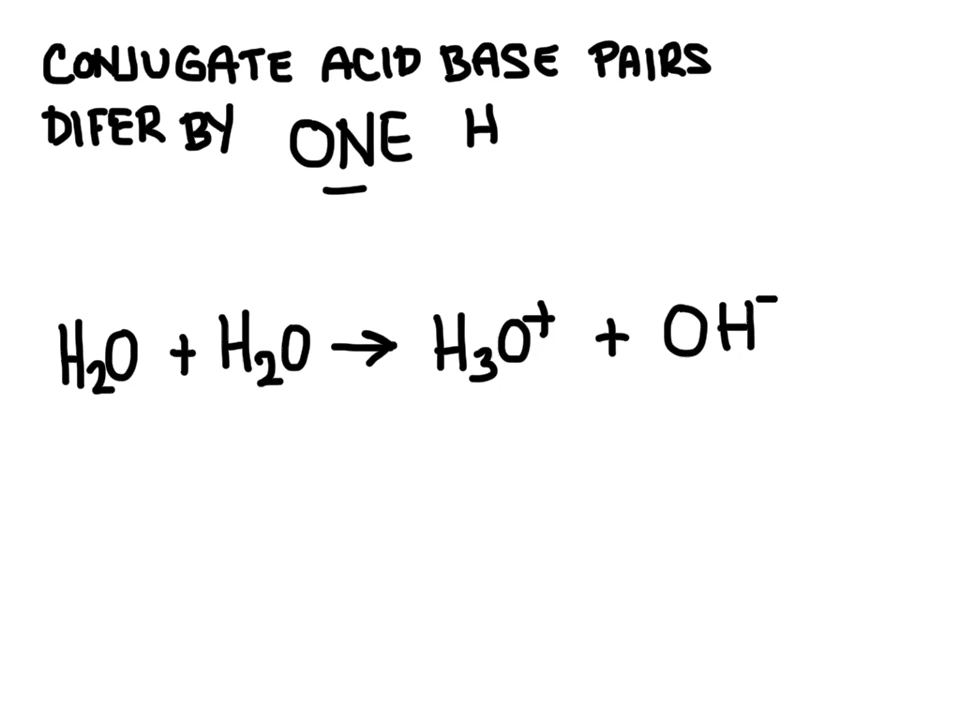 CONJUGATE ACID BASE PAIRS
DIFER BY ONE H
H₂O + H₂O → H₃O⁺ + OH⁻